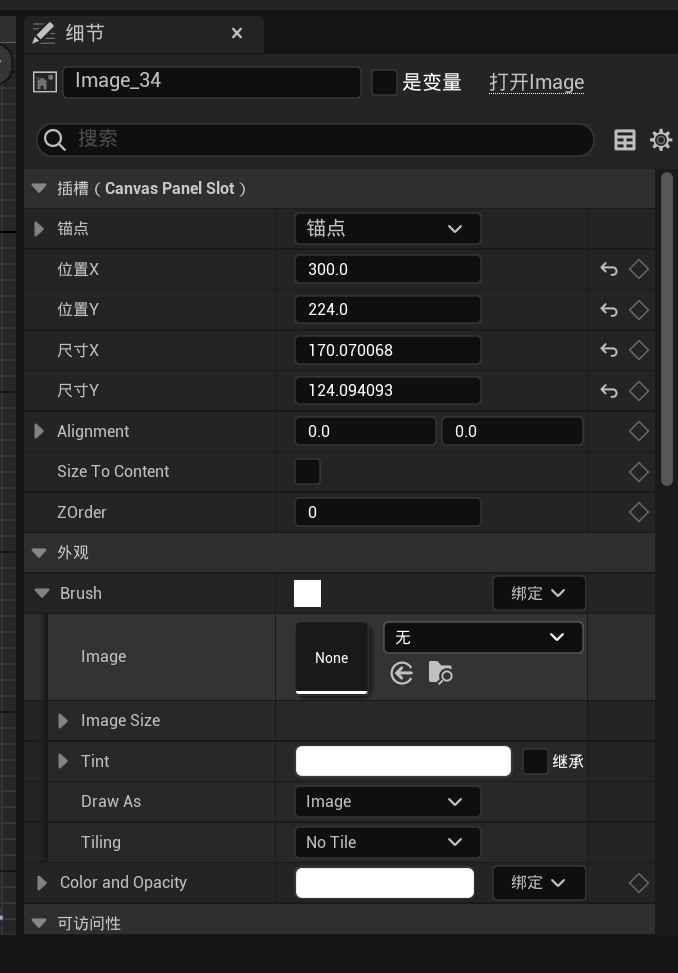 细节
Image_34 是变量 打开Image
搜索
插槽（Canvas Panel Slot）
锚点 锚点
位置X 300.0
位置Y 224.0
尺寸X 170.070068
尺寸Y 124.094093
Alignment 0.0 0.0
Size To Content
ZOrder 0
外观
Brush 绑定
Image None 无
Image Size
Tint 继承
Draw As Image
Tiling No Tile
Color and Opacity 绑定
可访问性